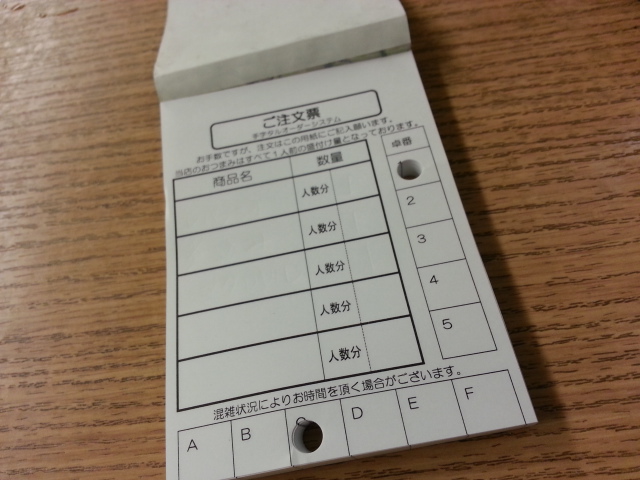 ご注文票
手デタルオーダーシステム
お手数ですが、注文はこの用紙にご記入願います。
当店のおつまみはすべて1人前の盛付け量となっております。
商品名 数量
人数分
人数分
人数分
人数分
人数分
卓番
2
3
4
5
混雑状況によりお時間を頂く場合がございます。
A B C D E F